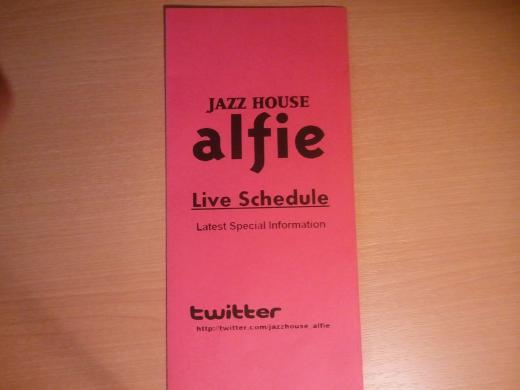 JAZZ HOUSE
alfie
Live Schedule
Latest Special Information
twitter
http://twitter.com/jazzhouse_alfie